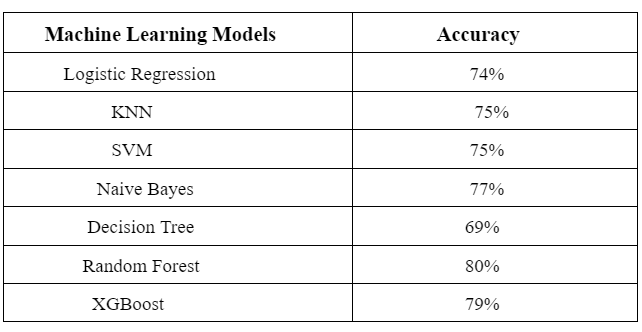 Machine Learning Models Accuracy
Logistic Regression 74%
KNN 75%
SVM 75%
Naive Bayes 77%
Decision Tree 69%
Random Forest 80%
XGBoost 79%